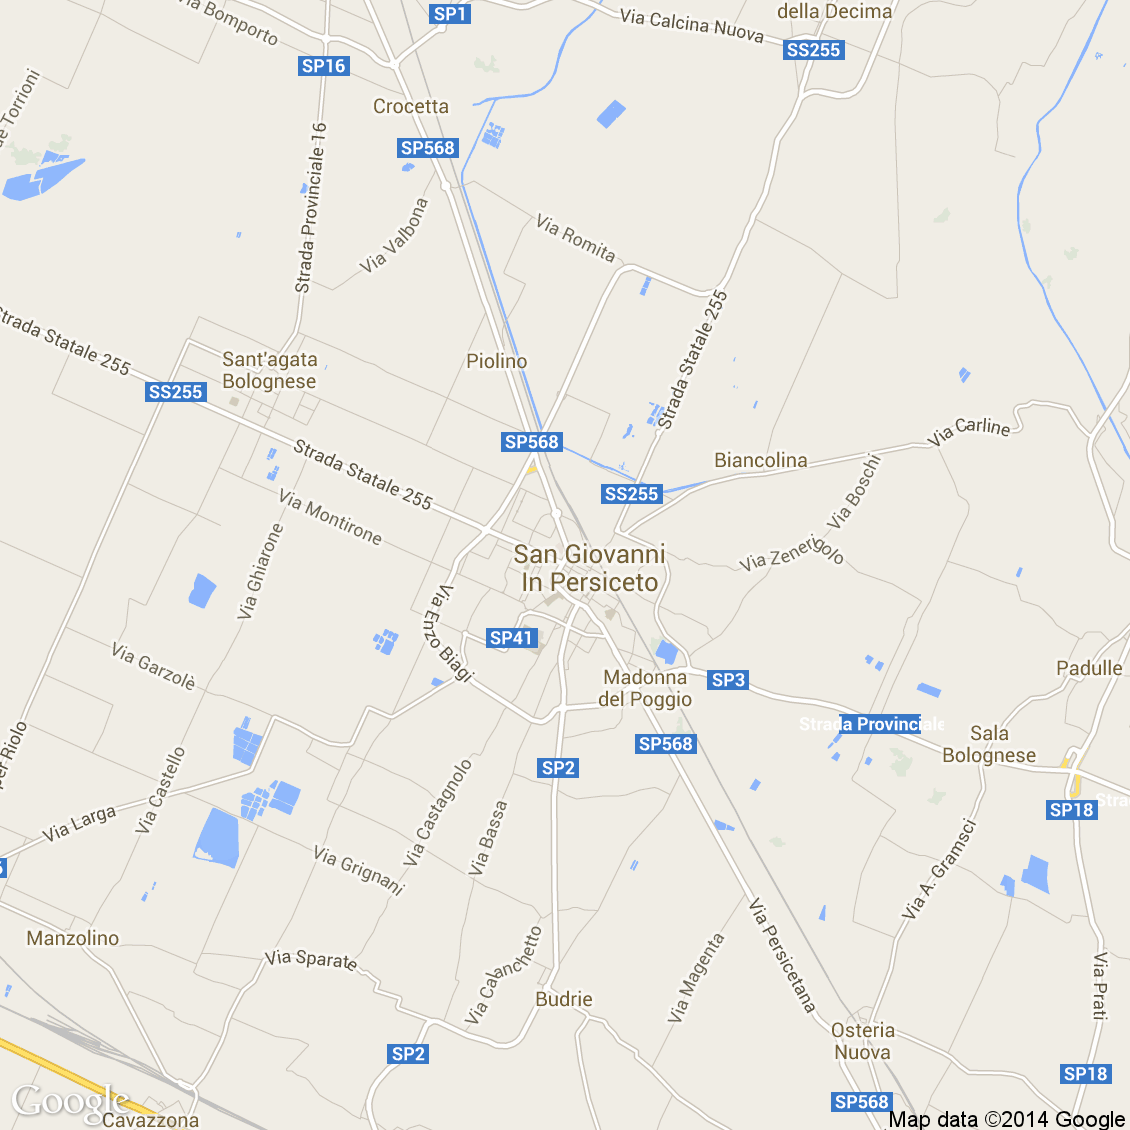 Via Bomporto
SP1
Via Calcina Nuova
della Decima
SS255
SP16
Crocetta
SP568
Torrioni
Strada Provinciale 16
Via Valbona
Via Romita
Strada Statale 255
Strada Statale 255
Sant'agata
Bolognese
SS255
Piolino
SP568
Via Carline
Biancolina
Strada Statale 255
SS255
Via Boschi
Via Montirone
Via Ghiarone
San Giovanni
In Persiceto
Via Zenerigolo
Via Enzo Biagi
SP41
Via Garzolè
Madonna
del Poggio
SP3
Padulle
Strada Provinciale
Sala
Bolognese
SP568
per Riolo
SP2
Via Castello
Via Castagnolo
Via Bassa
Via Larga
SP18
Via Grignani
Via A. Gramsci
Manzolino
Via Sparate
Via Calanchetto
Via Magenta
Via Persicetana
Via Prati
Budrie
Osteria
Nuova
SP2
SP18
SP568
Google
Cavazzona
Map data ©2014 Google